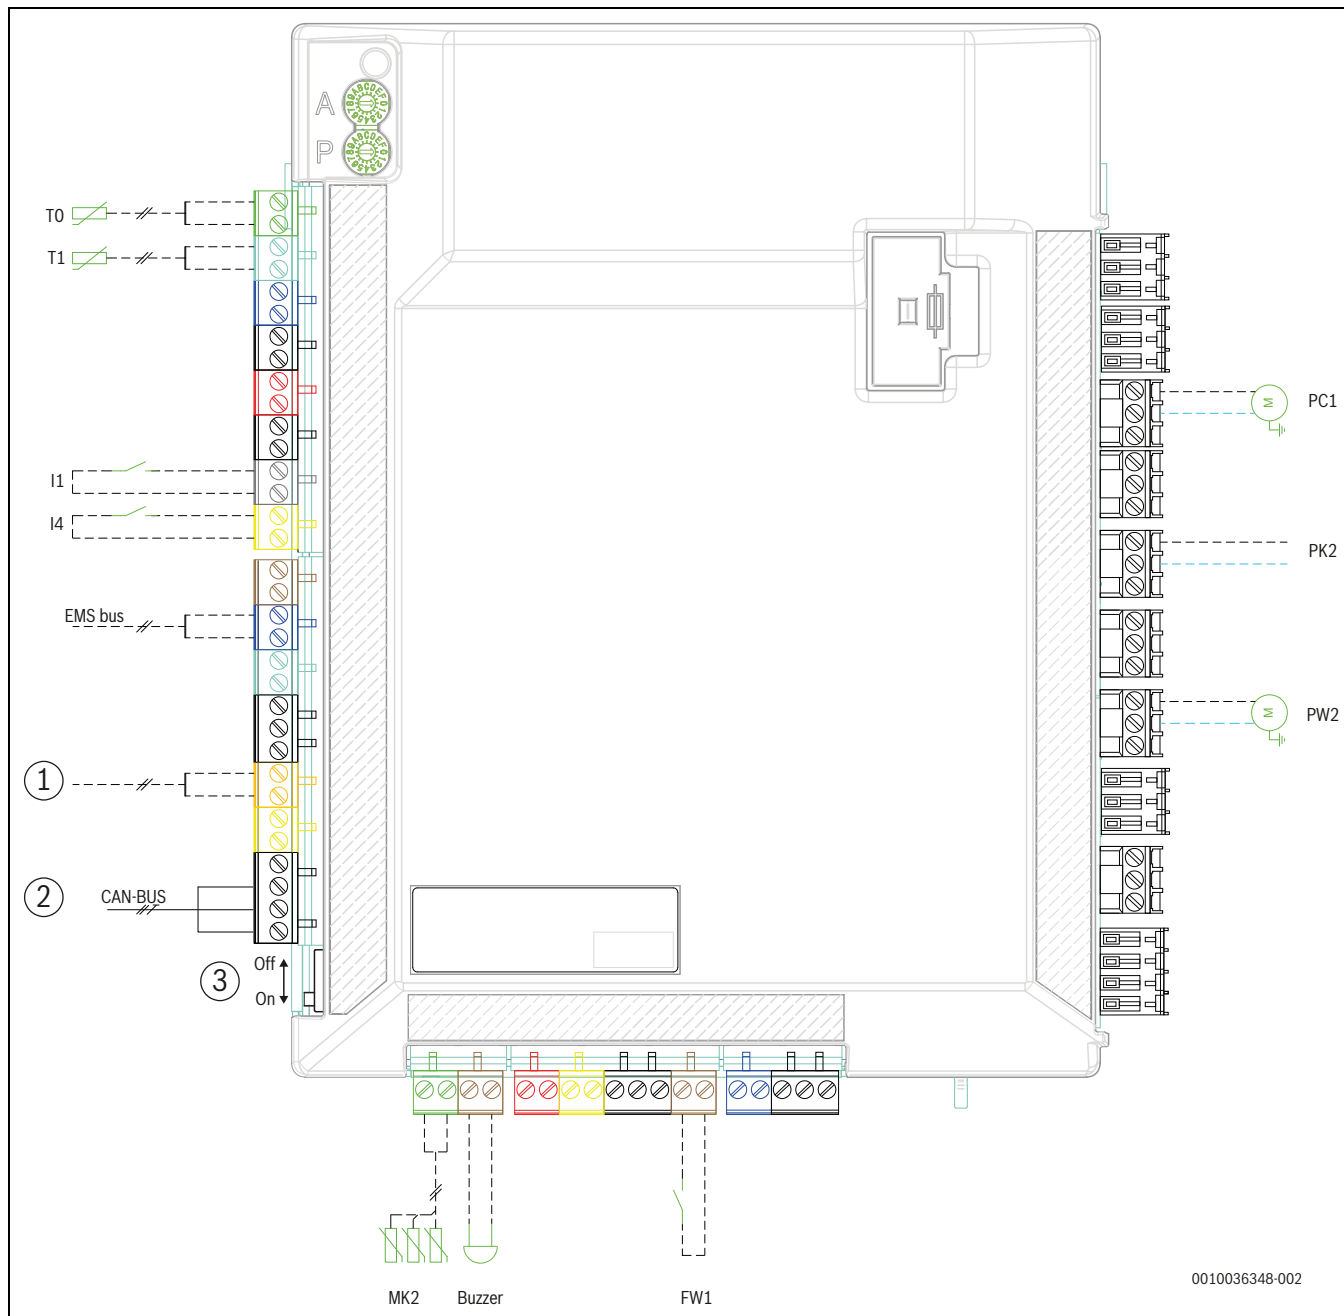 A
P
T0
T1
M
PC1
I1
I4
PK2
EMS bus
M
PW2
1
2
CAN-BUS
3
Off
On
MK2
Buzzer
FW1
0010036348-002